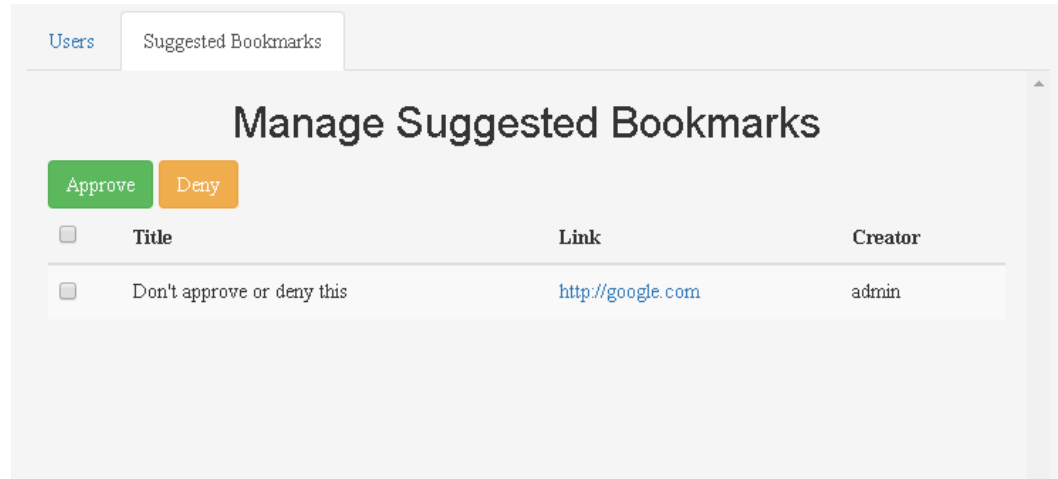 Users Suggested Bookmarks
Manage Suggested Bookmarks
Approve Deny
Title Link Creator
Don't approve or deny this http://google.com admin